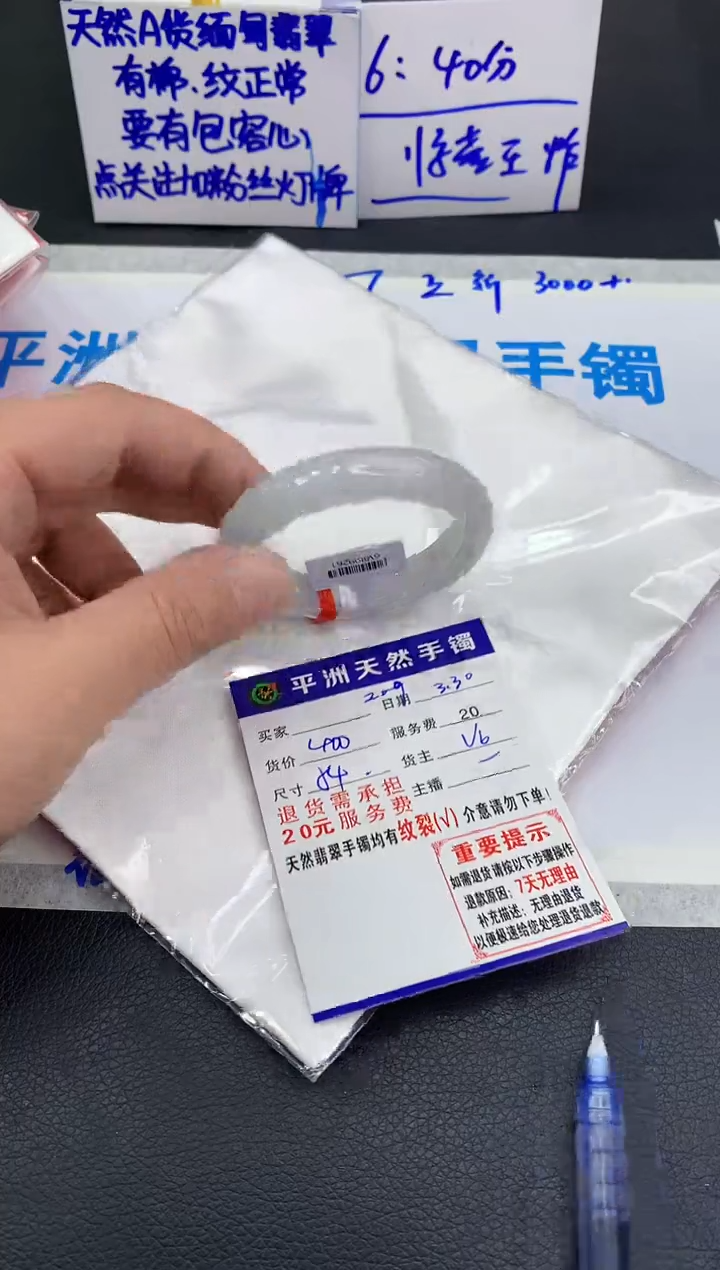 天然A货缅甸翡翠
有棉、纹正常
要有包容心
点关注加粉丝灯牌
6:40分
3000+
平洲
手镯
平洲天然手镯
日期 3.30
买家
服务费 20
货价 400
货主
尺寸
主播
退货需承担
20元服务费
天然翡翠手镯均有纹裂(√)介意请勿下单!
重要提示
如需退货请按以下步骤操作
退款原因:7天无理由
补充描述:无理由退货
以便极速给您处理退货退款